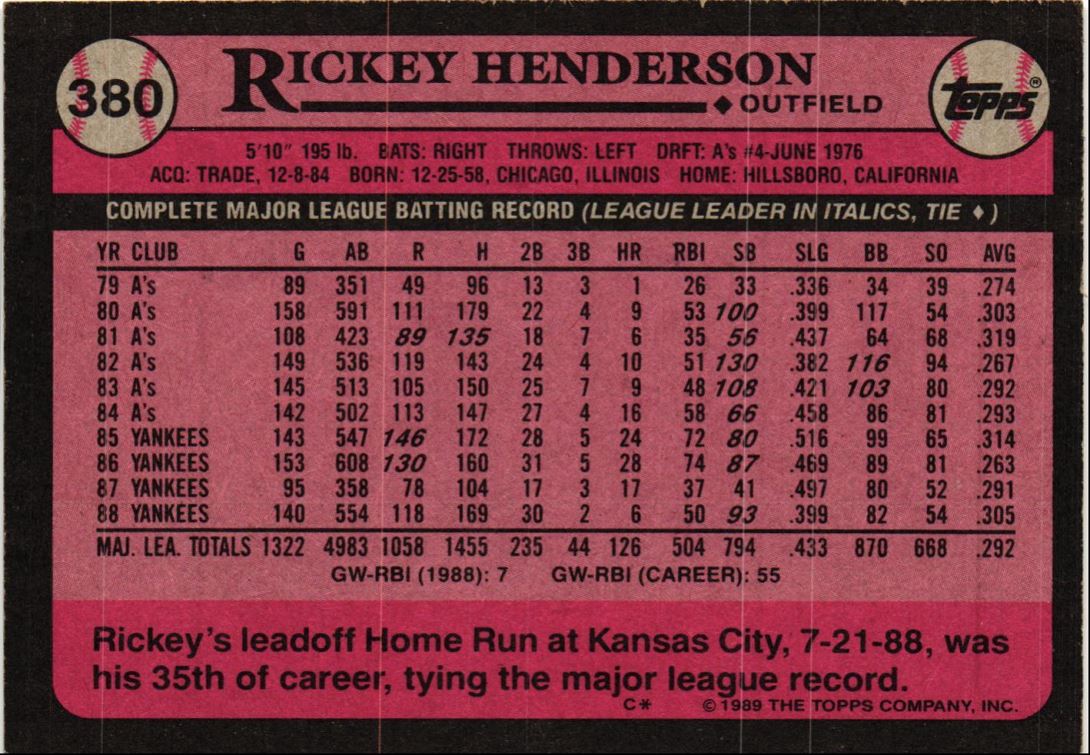 380
RICKEY HENDERSON
♦ OUTFIELD
TOPPS®
5'10" 195 lb. BATS: RIGHT THROWS: LEFT DRFT: A's #4-JUNE 1976
ACQ: TRADE, 12-8-84 BORN: 12-25-58, CHICAGO, ILLINOIS HOME: HILLSBORO, CALIFORNIA
COMPLETE MAJOR LEAGUE BATTING RECORD (LEAGUE LEADER IN ITALICS, TIE ♦)
YR CLUB G AB R H 2B 3B HR RBI SB SLG BB SO AVG
79 A's 89 351 49 96 13 3 1 26 33 .336 34 39 .274
80 A's 158 591 111 179 22 4 9 53 100 .399 117 54 .303
81 A's 108 423 89 135 18 7 6 35 56 .437 64 68 .319
82 A's 149 536 119 143 24 4 10 51 130 .382 116 94 .267
83 A's 145 513 105 150 25 7 9 48 108 .421 103 80 .292
84 A's 142 502 113 147 27 4 16 58 66 .458 86 81 .293
85 YANKEES 143 547 146 172 28 5 24 72 80 .516 99 65 .314
86 YANKEES 153 608 130 160 31 5 28 74 87 .469 89 81 .263
87 YANKEES 95 358 78 104 17 3 17 37 41 .497 80 52 .291
88 YANKEES 140 554 118 169 30 2 6 50 93 .399 82 54 .305
MAJ. LEA. TOTALS 1322 4983 1058 1455 235 44 126 504 794 .433 870 668 .292
GW-RBI (1988): 7 GW-RBI (CAREER): 55
Rickey's leadoff Home Run at Kansas City, 7-21-88, was
his 35th of career, tying the major league record.
C* © 1989 THE TOPPS COMPANY, INC.